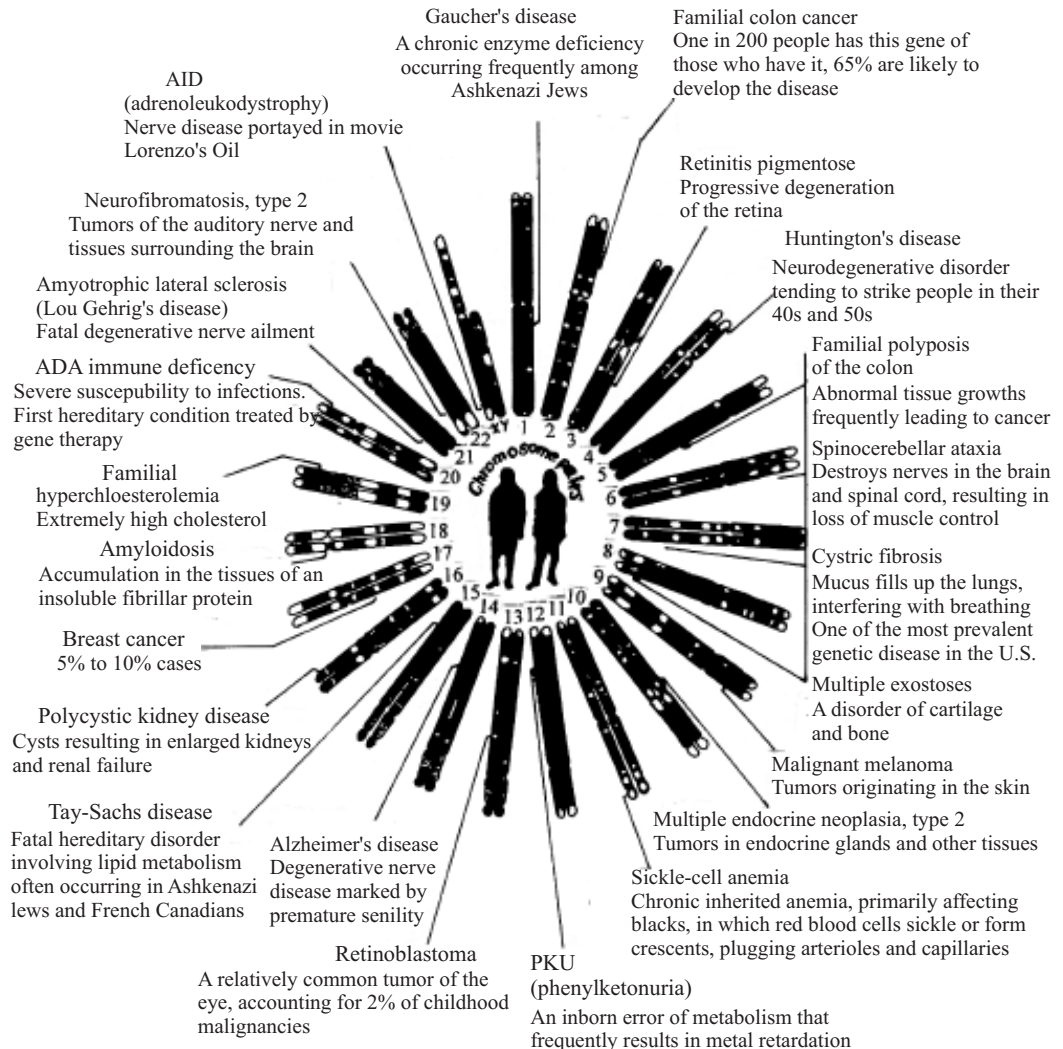 Gaucher's disease
A chronic enzyme deficiency
occurring frequently among
Ashkenazi Jews
Familial colon cancer
One in 200 people has this gene of
those who have it, 65% are likely to
develop the disease
AID
(adrenoleukodystrophy)
Nerve disease portayed in movie
Lorenzo's Oil
Retinitis pigmentose
Progressive degeneration
of the retina
Neurofibromatosis, type 2
Tumors of the auditory nerve and
tissues surrounding the brain
Huntington's disease
Neurodegenerative disorder
tending to strike people in their
40s and 50s
Amyotrophic lateral sclerosis
(Lou Gehrig's disease)
Fatal degenerative nerve ailment
Familial polyposis
of the colon
Abnormal tissue growths
frequently leading to cancer
ADA immune deficency
Severe suscepubility to infections.
First hereditary condition treated by
gene therapy
Spinocerebellar ataxia
Destroys nerves in the brain
and spinal cord, resulting in
loss of muscle control
Familial
hyperchloesterolemia
Extremely high cholesterol
Amyloidosis
Accumulation in the tissues of an
insoluble fibrillar protein
Cystric fibrosis
Mucus fills up the lungs,
interfering with breathing
One of the most prevalent
genetic disease in the U.S.
Breast cancer
5% to 10% cases
Multiple exostoses
A disorder of cartilage
and bone
Polycystic kidney disease
Cysts resulting in enlarged kidneys
and renal failure
Malignant melanoma
Tumors originating in the skin
Tay-Sachs disease
Fatal hereditary disorder
involving lipid metabolism
often occurring in Ashkenazi
lews and French Canadians
Alzheimer's disease
Degenerative nerve
disease marked by
premature senility
Multiple endocrine neoplasia, type 2
Tumors in endocrine glands and other tissues
Sickle-cell anemia
Chronic inherited anemia, primarily affecting
blacks, in which red blood cells sickle or form
crescents, plugging arterioles and capillaries
Retinoblastoma
A relatively common tumor of the
eye, accounting for 2% of childhood
malignancies
PKU
(phenylketonuria)
An inborn error of metabolism that
frequently results in metal retardation
Chromosome pairs
1
2
3
4
5
6
7
8
9
10
11
12
13
14
15
16
17
18
19
20
21
22
XY